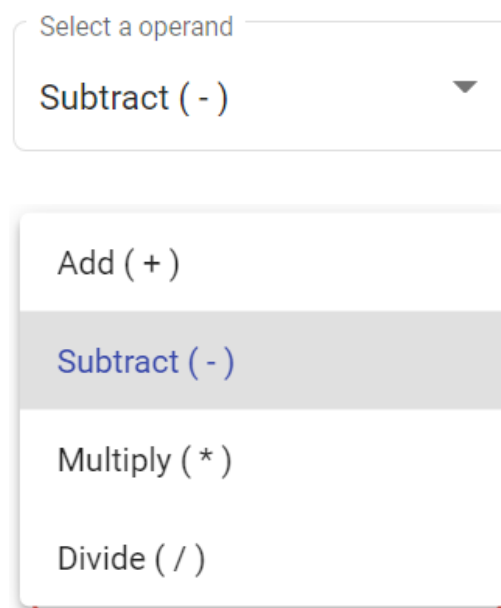 Select a operand
Subtract ( - )
Add ( + )
Subtract ( - )
Multiply ( * )
Divide ( / )